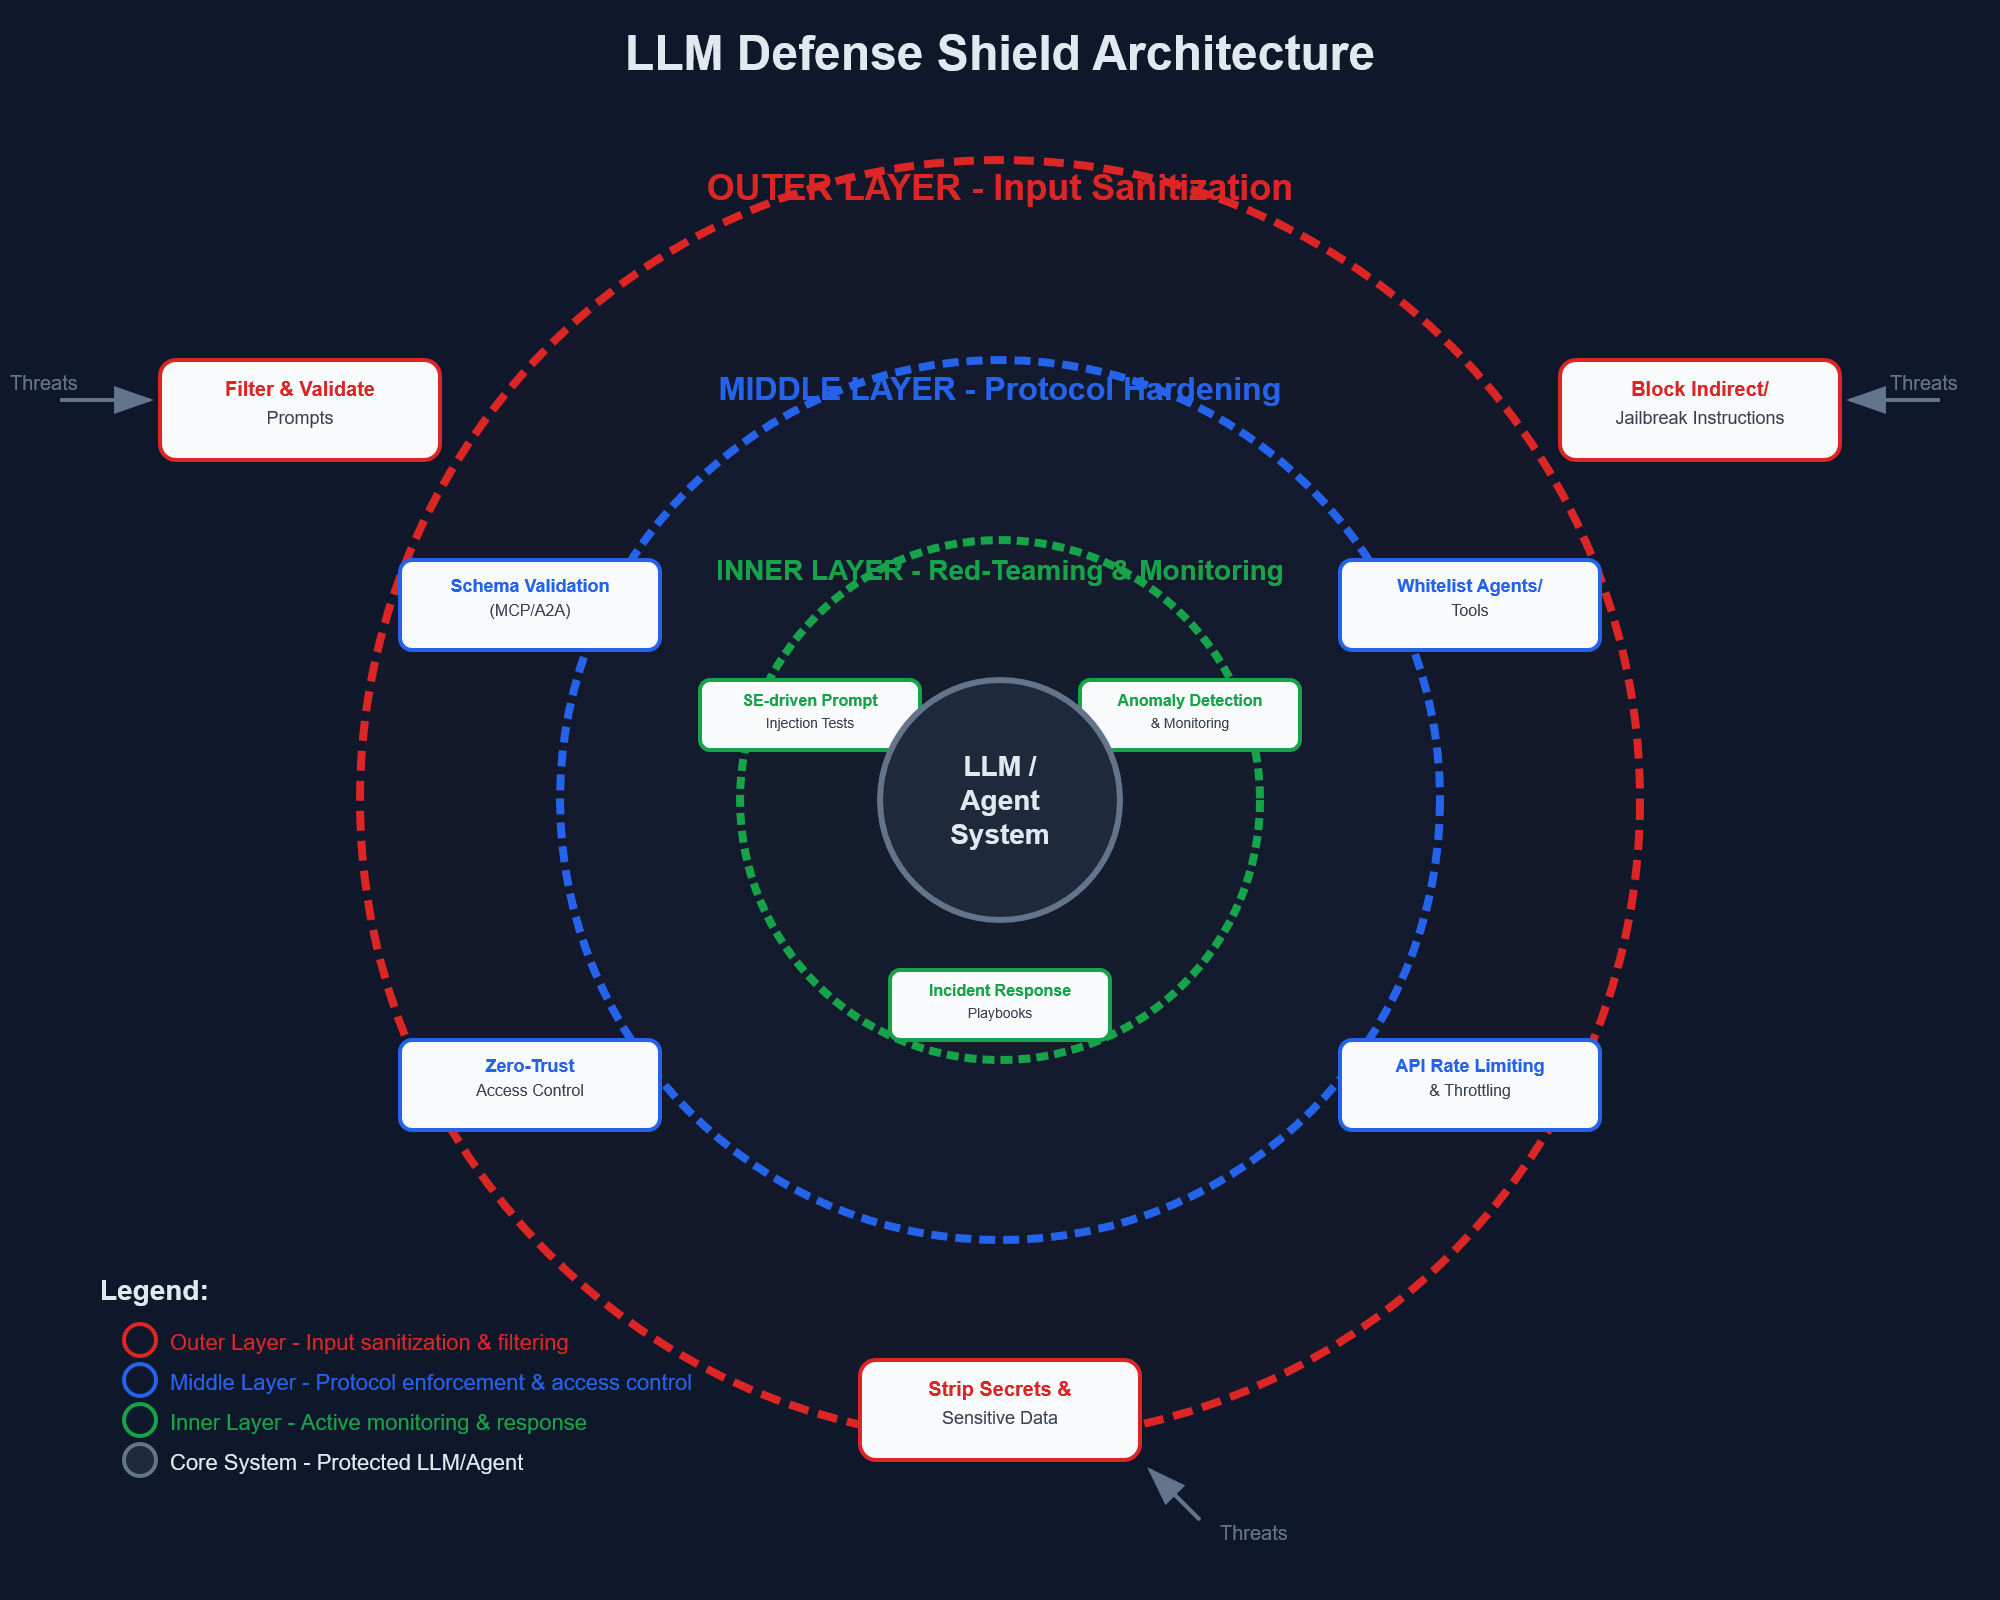 LLM Defense Shield Architecture
OUTER LAYER - Input Sanitization
MIDDLE LAYER - Protocol Hardening
INNER LAYER - Red-Teaming & Monitoring
Threats
Filter & Validate
Prompts
Block Indirect/
Jailbreak Instructions
Threats
Schema Validation
(MCP/A2A)
Whitelist Agents/
Tools
SE-driven Prompt
Injection Tests
Anomaly Detection
& Monitoring
LLM /
Agent
System
Incident Response
Playbooks
Zero-Trust
Access Control
API Rate Limiting
& Throttling
Strip Secrets &
Sensitive Data
Threats
Legend:
Outer Layer - Input sanitization & filtering
Middle Layer - Protocol enforcement & access control
Inner Layer - Active monitoring & response
Core System - Protected LLM/Agent